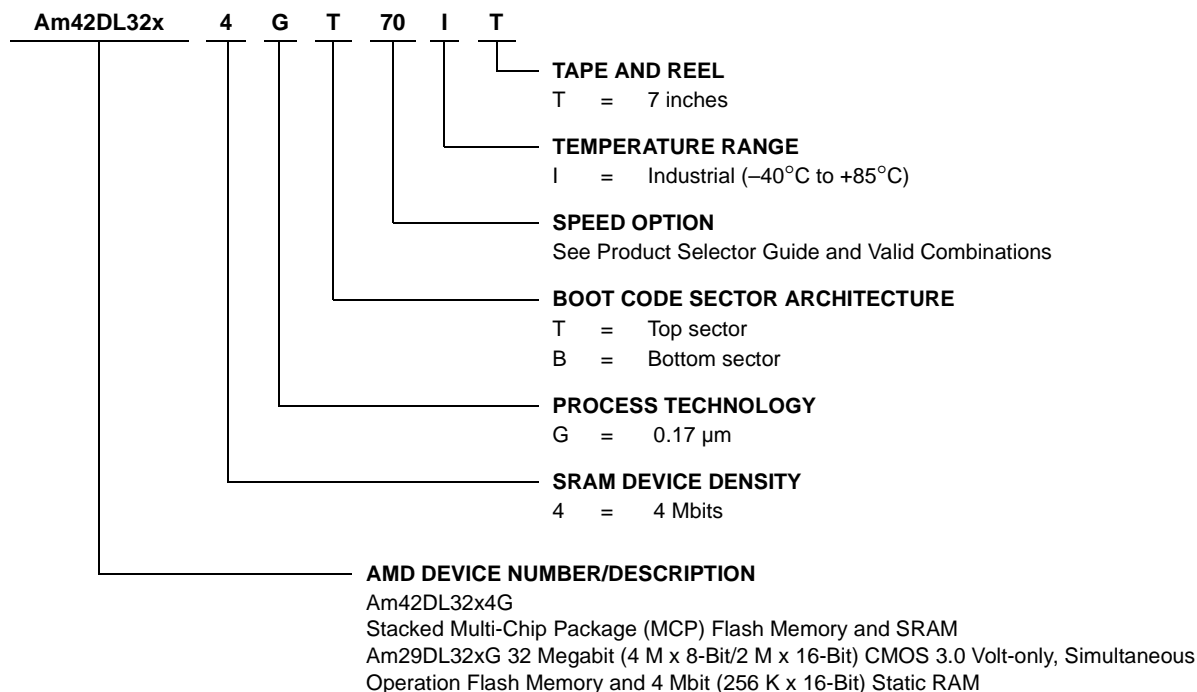 Am42DL32x 4 G T 70 I T
TAPE AND REEL
T = 7 inches
TEMPERATURE RANGE
I = Industrial (–40°C to +85°C)
SPEED OPTION
See Product Selector Guide and Valid Combinations
BOOT CODE SECTOR ARCHITECTURE
T = Top sector
B = Bottom sector
PROCESS TECHNOLOGY
G = 0.17 µm
SRAM DEVICE DENSITY
4 = 4 Mbits
AMD DEVICE NUMBER/DESCRIPTION
Am42DL32x4G
Stacked Multi-Chip Package (MCP) Flash Memory and SRAM
Am29DL32xG 32 Megabit (4 M x 8-Bit/2 M x 16-Bit) CMOS 3.0 Volt-only, Simultaneous
Operation Flash Memory and 4 Mbit (256 K x 16-Bit) Static RAM